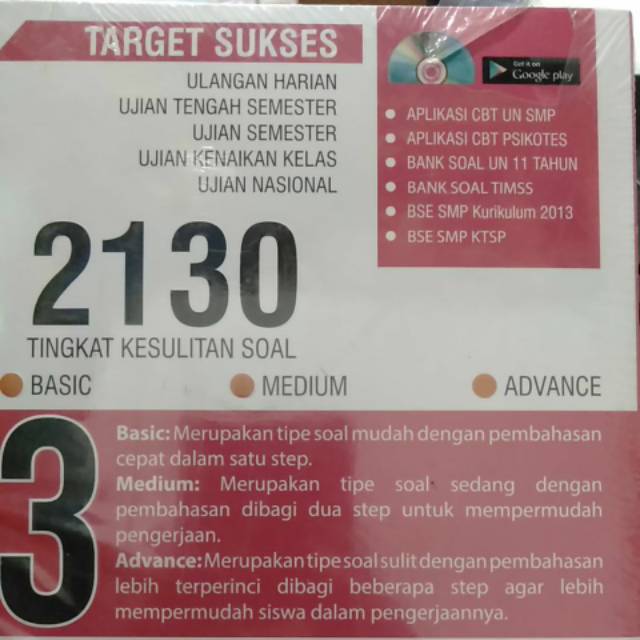 TARGET SUKSES
ULANGAN HARIAN
UJIAN TENGAH SEMESTER
UJIAN SEMESTER
UJIAN KENAIKAN KELAS
UJIAN NASIONAL
Get it on
Google play
APLIKASI CBT UN SMP
APLIKASI CBT PSIKOTES
BANK SOAL UN 11 TAHUN
BANK SOAL TIMSS
BSE SMP Kurikulum 2013
BSE SMP KTSP
2130
TINGKAT KESULITAN SOAL
BASIC
MEDIUM
ADVANCE
3
Basic: Merupakan tipe soal mudah dengan pembahasan
cepat dalam satu step.
Medium: Merupakan tipe soal sedang dengan
pembahasan dibagi dua step untuk mempermudah
pengerjaan.
Advance: Merupakan tipe soal sulit dengan pembahasan
lebih terperinci dibagi beberapa step agar lebih
mempermudah siswa dalam pengerjaannya.